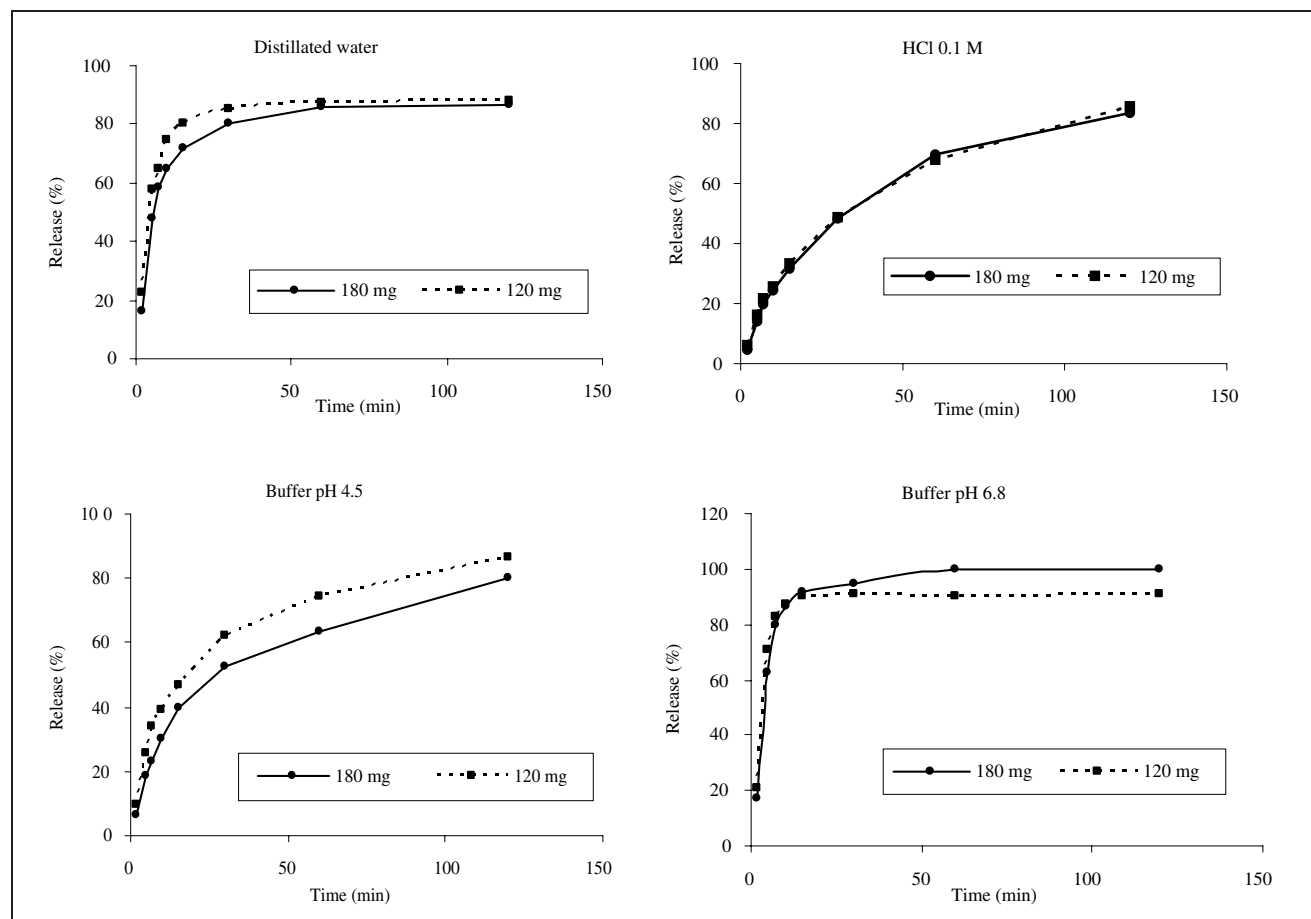 Distillated water
100
80
60
40
20
0
Release (%)
180 mg 120 mg
0 50 100 150
Time (min)
HCl 0.1 M
100
80
60
40
20
0
Release (%)
180 mg 120 mg
0 50 100 150
Time (min)
Buffer pH 4.5
10 0
80
60
40
20
0
Release (%)
180 mg 120 mg
0 50 100 150
Time (min)
Buffer pH 6.8
120
100
80
60
40
20
0
Release (%)
180 mg 120 mg
0 50 100 150
Time (min)